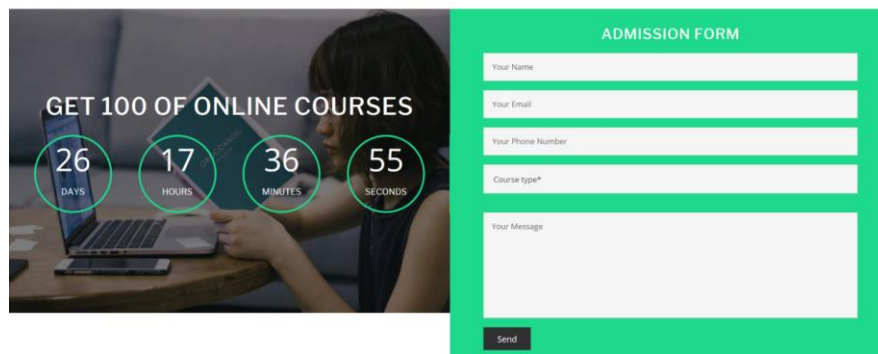 GET 100 OF ONLINE COURSES
26
DAYS
17
HOURS
36
MINUTES
55
SECONDS
ADMISSION FORM
Your Name
Your Email
Your Phone Number
Course type*
Your Message
Send